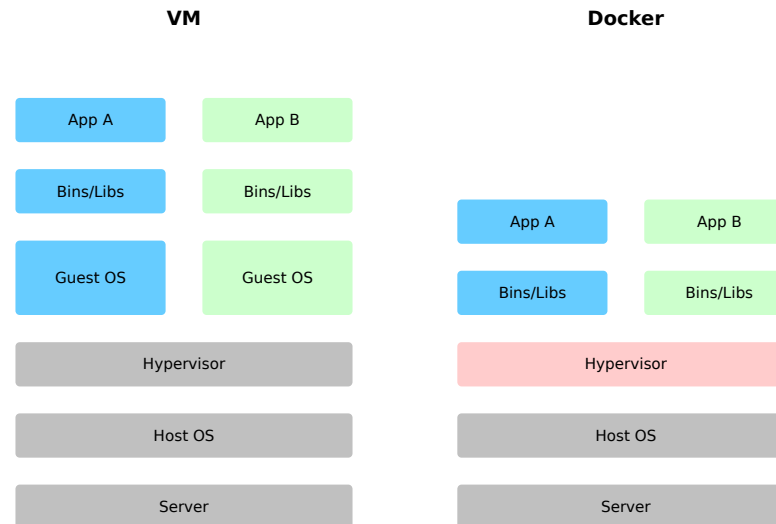 VM
App A
App B
Bins/Libs
Bins/Libs
Guest OS
Guest OS
Hypervisor
Host OS
Server
Docker
App A
App B
Bins/Libs
Bins/Libs
Hypervisor
Host OS
Server